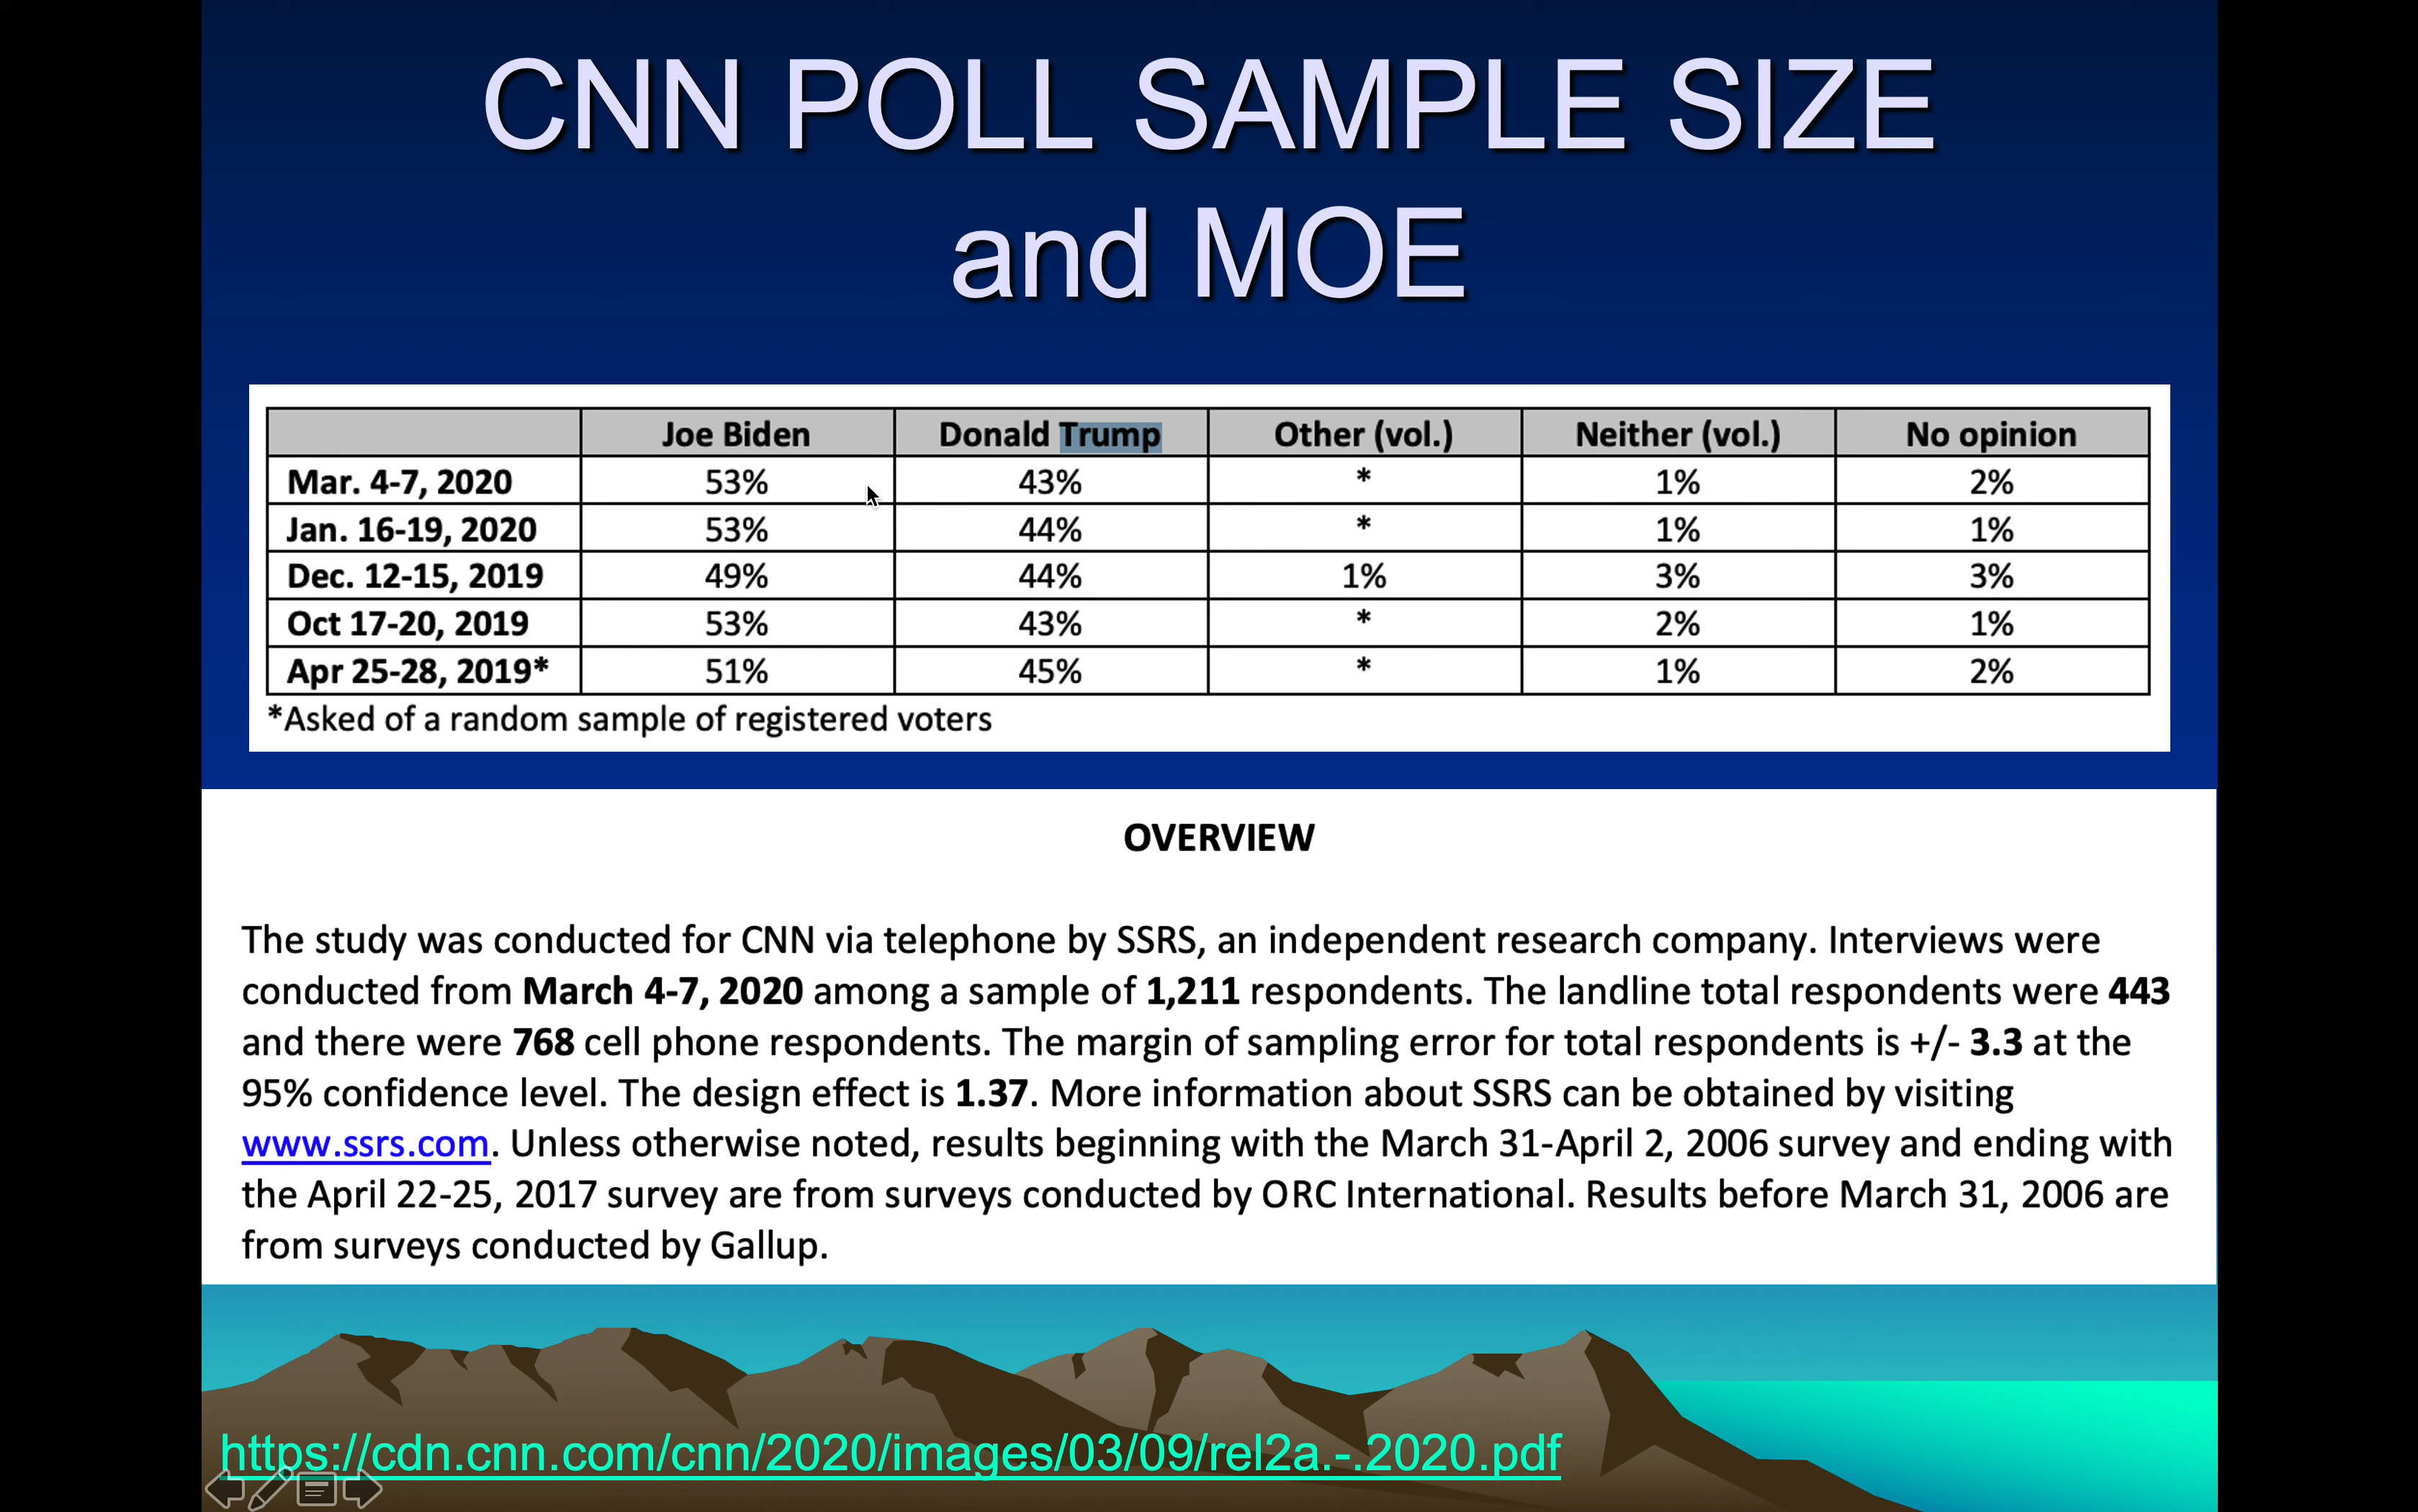 CNN POLL SAMPLE SIZE
and MOE
Joe Biden Donald Trump Other (vol.) Neither (vol.) No opinion
Mar. 4-7, 2020 53% 43% * 1% 2%
Jan. 16-19, 2020 53% 44% * 1% 1%
Dec. 12-15, 2019 49% 44% 1% 3% 3%
Oct 17-20, 2019 53% 43% * 2% 1%
Apr 25-28, 2019* 51% 45% * 1% 2%
*Asked of a random sample of registered voters
OVERVIEW
The study was conducted for CNN via telephone by SSRS, an independent research company. Interviews were
conducted from March 4-7, 2020 among a sample of 1,211 respondents. The landline total respondents were 443
and there were 768 cell phone respondents. The margin of sampling error for total respondents is +/- 3.3 at the
95% confidence level. The design effect is 1.37. More information about SSRS can be obtained by visiting
www.ssrs.com. Unless otherwise noted, results beginning with the March 31-April 2, 2006 survey and ending with
the April 22-25, 2017 survey are from surveys conducted by ORC International. Results before March 31, 2006 are
from surveys conducted by Gallup.
https://cdn.cnn.com/cnn/2020/images/03/09/rel2a.-.2020.pdf